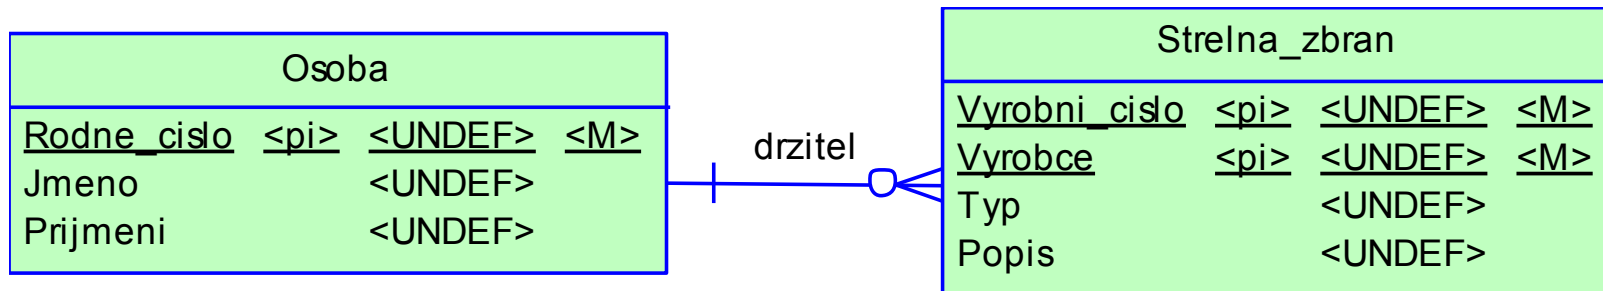 Osoba
Rodne_cislo <pi> <UNDEF> <M>
Jmeno <UNDEF>
Prijmeni <UNDEF>
drzitel
Strelna_zbran
Vyrobni_cislo <pi> <UNDEF> <M>
Vyrobce <pi> <UNDEF> <M>
Typ <UNDEF>
Popis <UNDEF>